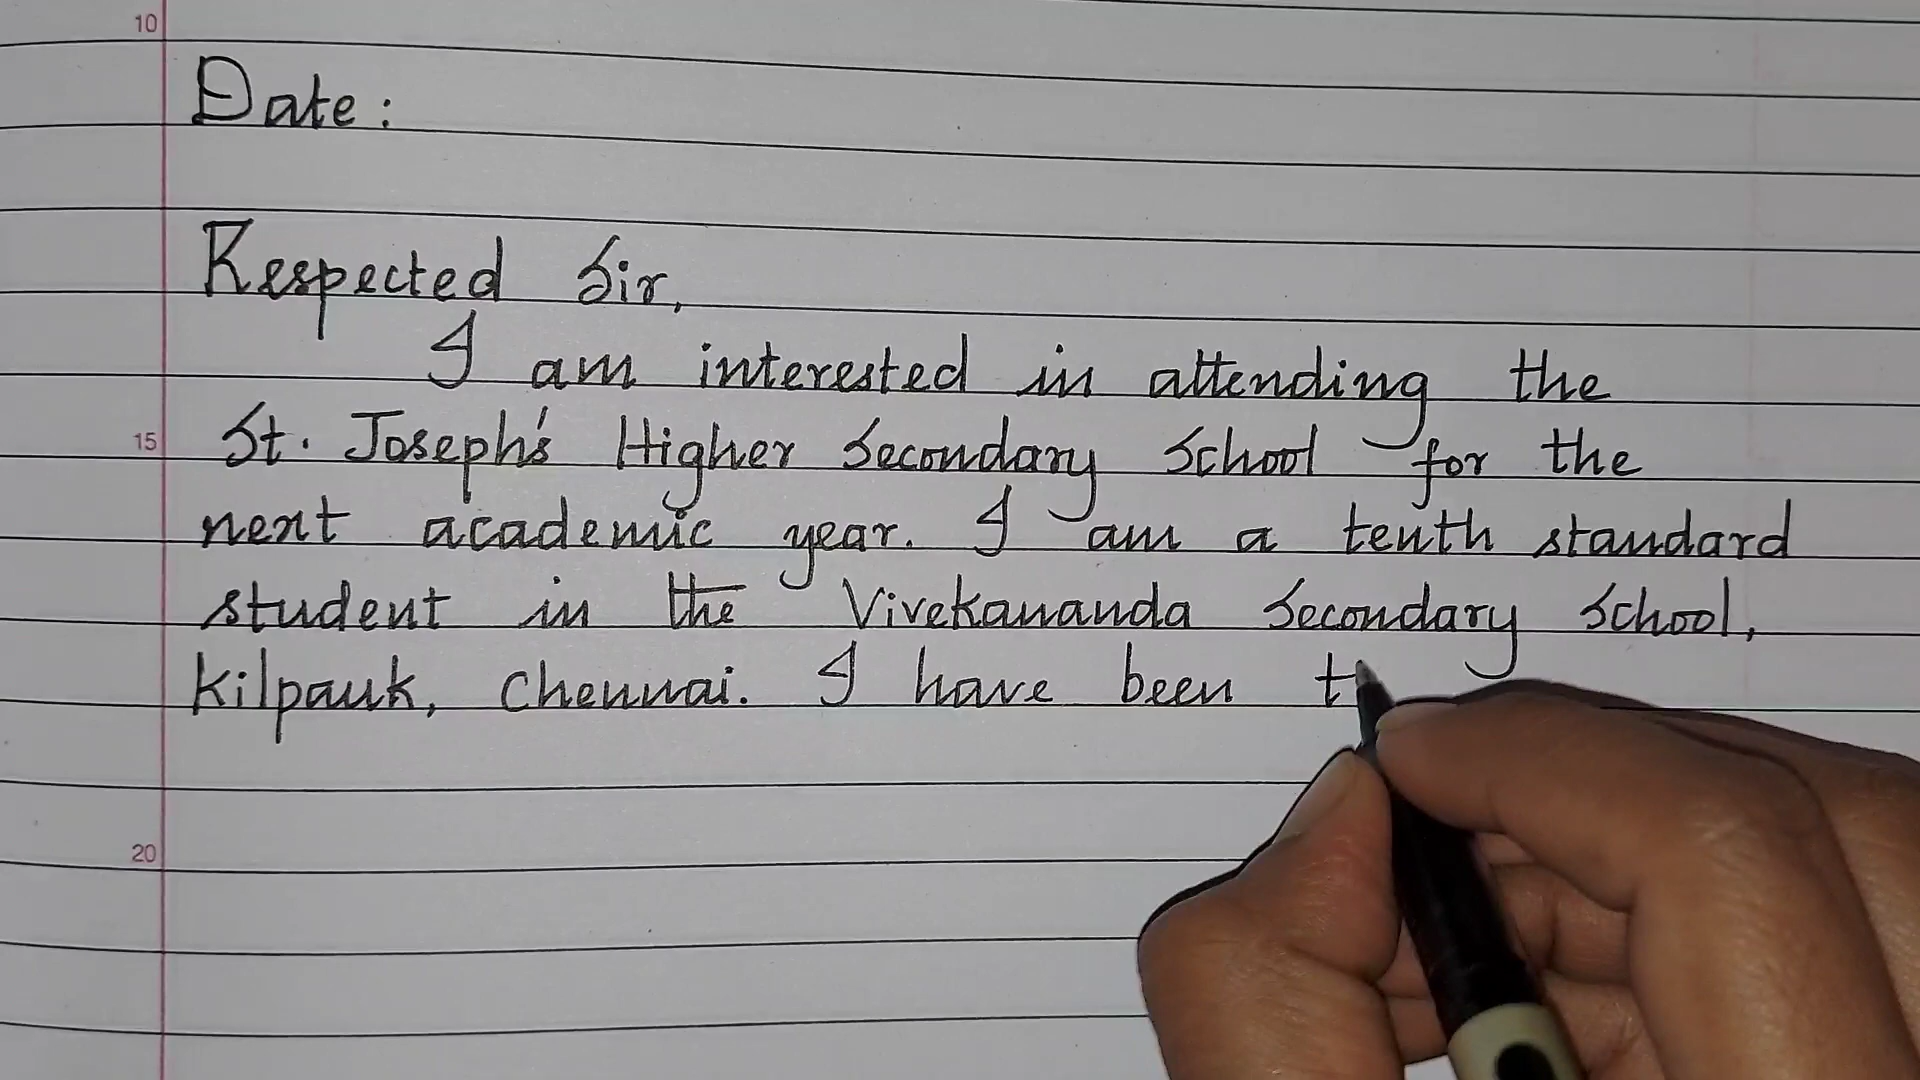 10
Date:
Respected Sir,
I am interested in attending the
15
St. Joseph's Higher Secondary School for the
next academic year. I am a tenth standard
student in the Vivekananda Secondary School,
Kilpauk, Chennai. I have been t
20